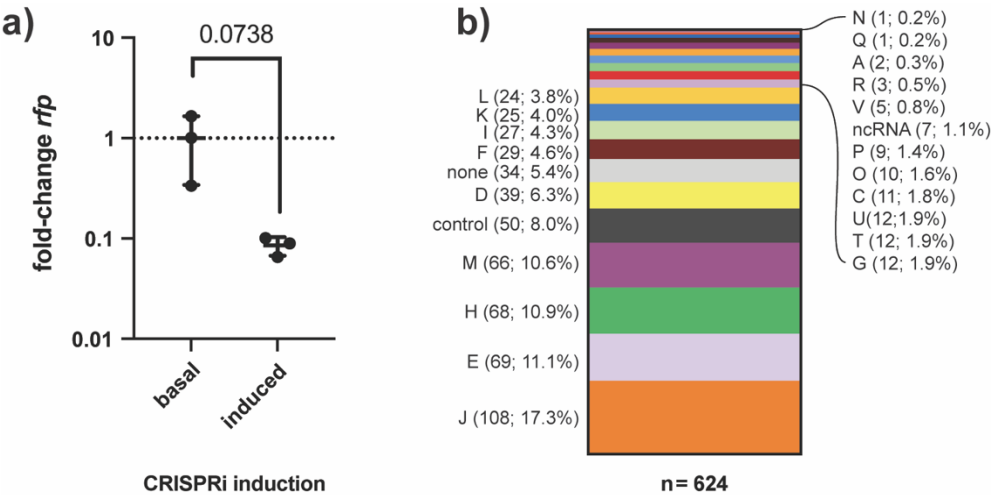 a)
10
1
0.1
0.01
fold-change rfp
0.0738
basal
induced
CRISPRi induction
b)
L (24; 3.8%)
K (25; 4.0%)
I (27; 4.3%)
F (29; 4.6%)
none (34; 5.4%)
D (39; 6.3%)
control (50; 8.0%)
M (66; 10.6%)
H (68; 10.9%)
E (69; 11.1%)
J (108; 17.3%)
N (1; 0.2%)
Q (1; 0.2%)
A (2; 0.3%)
R (3; 0.5%)
V (5; 0.8%)
ncRNA (7; 1.1%)
P (9; 1.4%)
O (10; 1.6%)
C (11; 1.8%)
U(12;1.9%)
T (12; 1.9%)
G (12; 1.9%)
n= 624